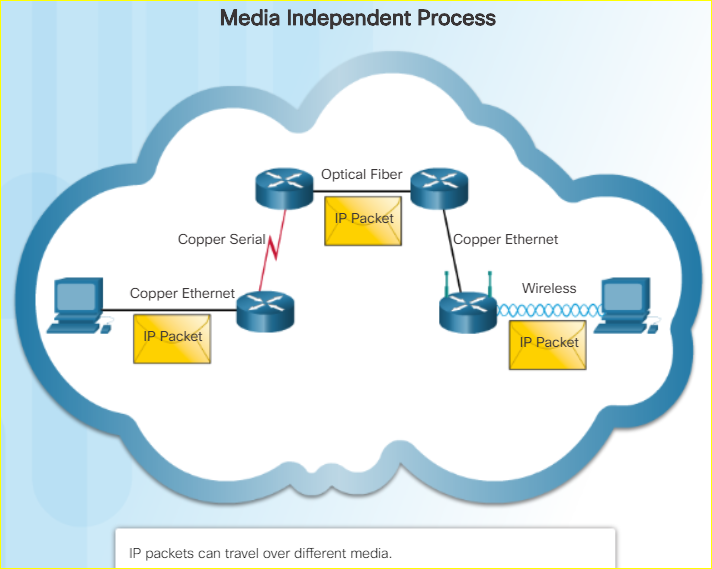 Media Independent Process
Optical Fiber
IP Packet
Copper Serial
Copper Ethernet
Copper Ethernet
Wireless
IP Packet
IP Packet
IP packets can travel over different media.